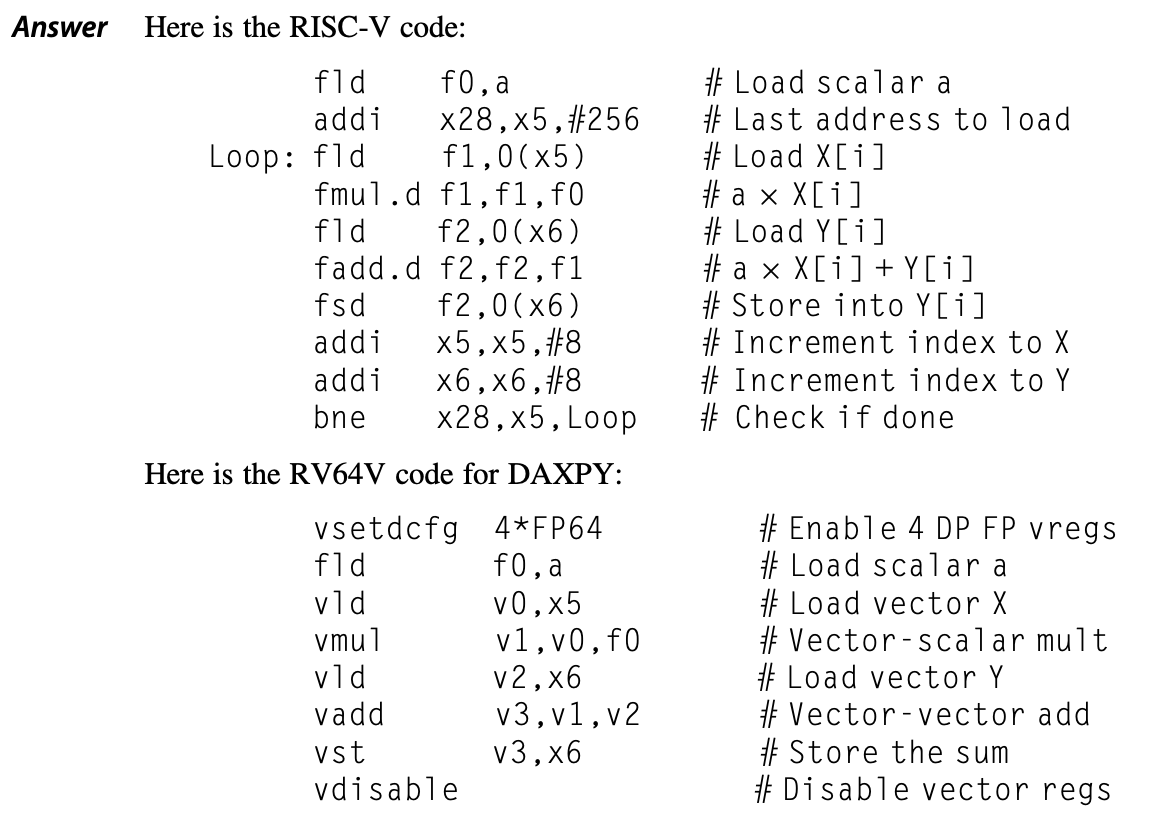 Answer Here is the RISC-V code:
fld f0,a # Load scalar a
addi x28,x5,#256 # Last address to load
Loop: fld f1,0(x5) # Load X[i]
fmul.d f1,f1,f0 # a × X[i]
fld f2,0(x6) # Load Y[i]
fadd.d f2,f2,f1 # a × X[i] + Y[i]
fsd f2,0(x6) # Store into Y[i]
addi x5,x5,#8 # Increment index to X
addi x6,x6,#8 # Increment index to Y
bne x28,x5,Loop # Check if done
Here is the RV64V code for DAXPY:
vsetdcfg 4*FP64 # Enable 4 DP FP vregs
fld f0,a # Load scalar a
vld v0,x5 # Load vector X
vmul v1,v0,f0 # Vector-scalar mult
vld v2,x6 # Load vector Y
vadd v3,v1,v2 # Vector-vector add
vst v3,x6 # Store the sum
vdisable # Disable vector regs